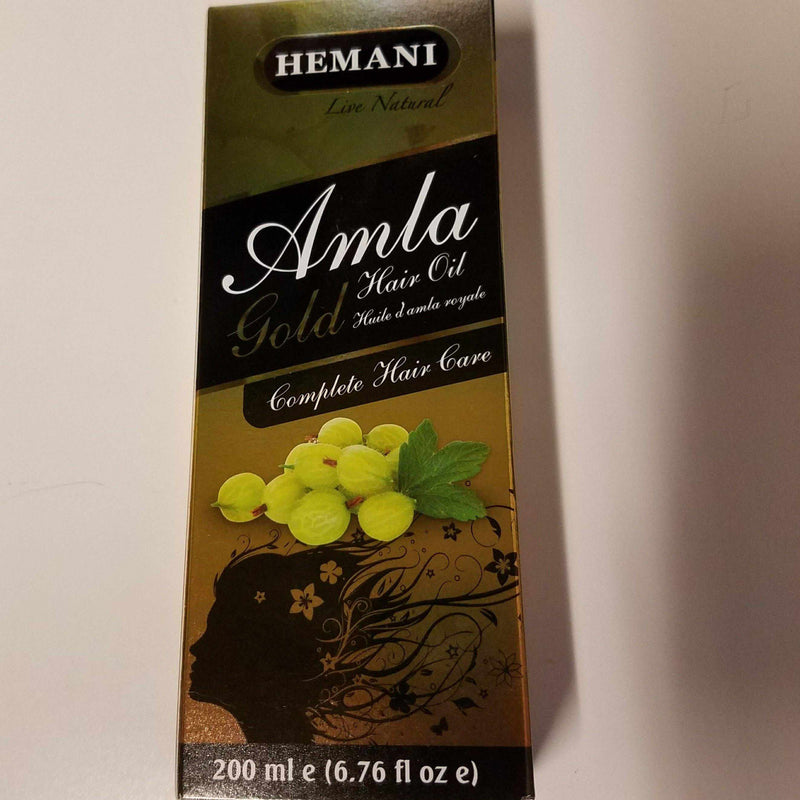 HEMANI
Live Natural
Amla
Gold
Hair Oil
Huile d'amla royale
Complete Hair Care
200 ml e (6.76 fl oz e)